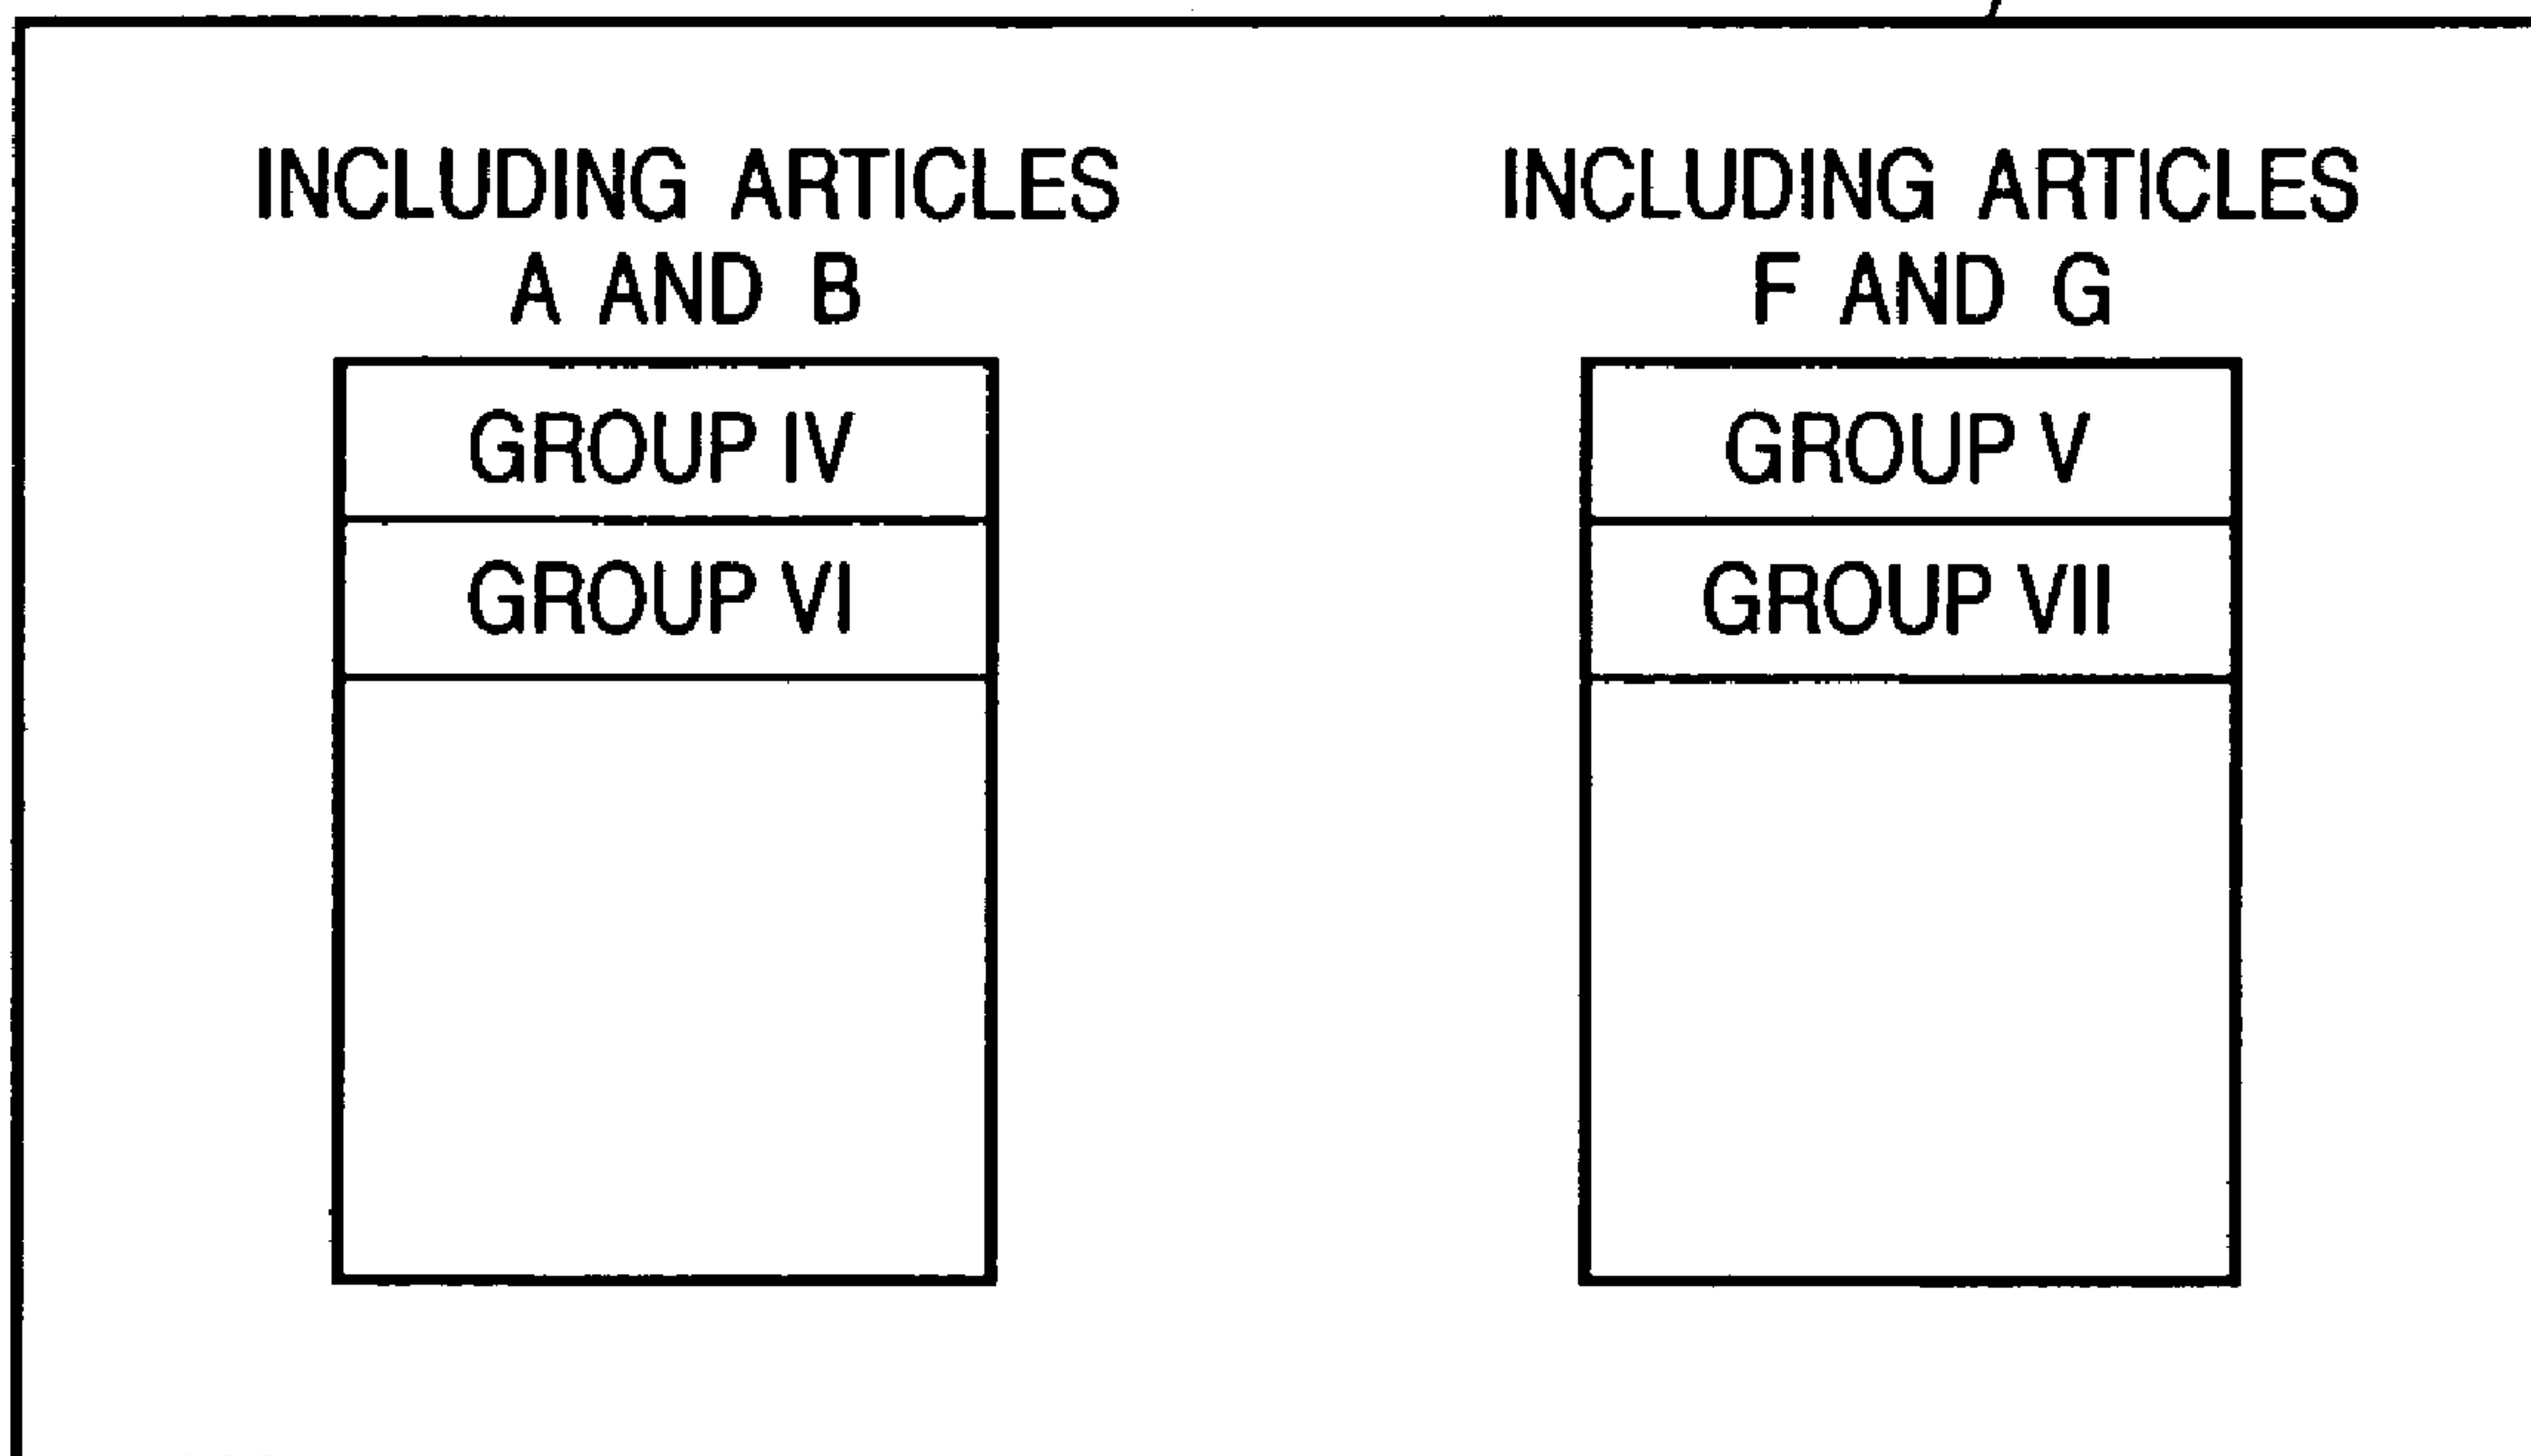 INCLUDING ARTICLES
A AND B
GROUP IV
GROUP VI
INCLUDING ARTICLES
F AND G
GROUP V
GROUP VII